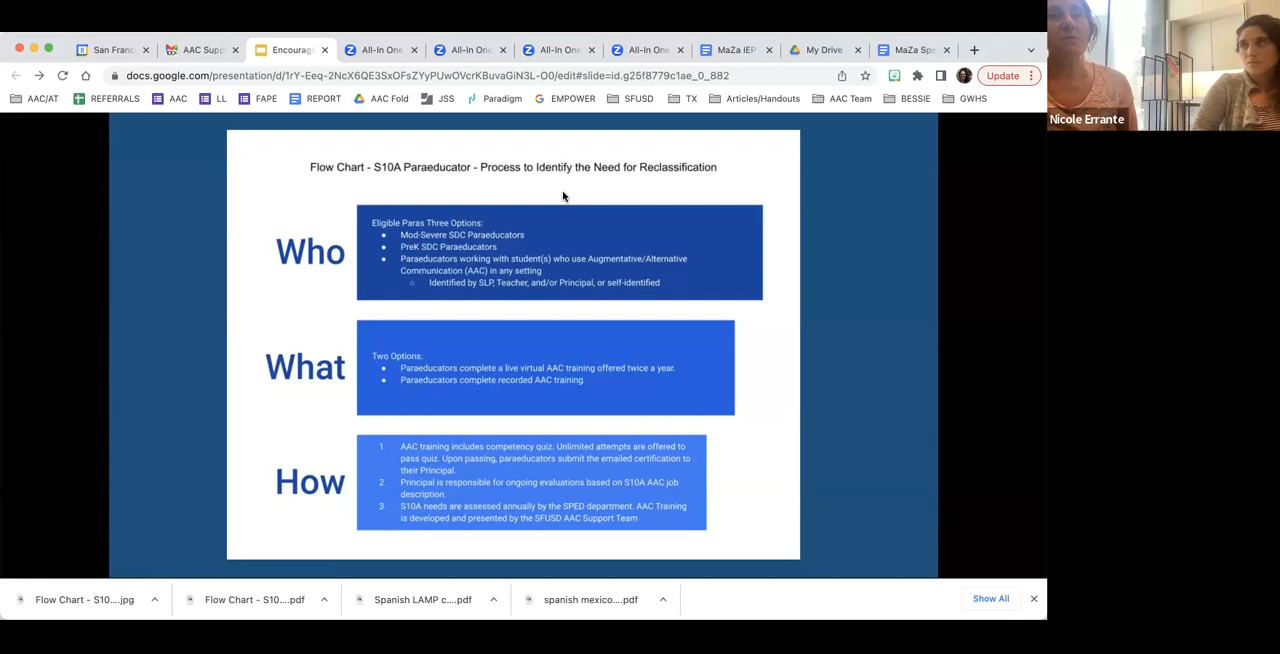 San Franc
AAC Supp
Encourag
All-In One
All-In One
All-In One
All-In One
MaZa IEP
My Drive
MaZa Spe
docs.google.com/presentation/d/1rY-Eeq-2NcX6QE3SxOFsZYyPUwOVcrKBuvaGiN3L-O0/edit#slide=id.g25f8779c1ae_0_882
Update
AAC/AT
REFERRALS
AAC
LL
FAPE
REPORT
AAC Fold
JSS
Paradigm
EMPOWER
SFUSD
TX
Articles/Handouts
AAC Team
BESSIE
GWHS
Nicole Errante
Flow Chart - S10A Paraeducator - Process to Identify the Need for Reclassification
Who
Eligible Paras Three Options:
● Mod-Severe SDC Paraeducators
● PreK SDC Paraeducators
● Paraeducators working with student(s) who use Augmentative/Alternative
Communication (AAC) in any setting
○ Identified by SLP, Teacher, and/or Principal, or self-identified
What
Two Options:
● Paraeducators complete a live virtual AAC training offered twice a year.
● Paraeducators complete recorded AAC training
How
1. AAC training includes competency quiz. Unlimited attempts are offered to
pass quiz. Upon passing, paraeducators submit the emailed certification to
their Principal.
2. Principal is responsible for ongoing evaluations based on S10A AAC job
description.
3. S10A needs are assessed annually by the SPED department. AAC Training
is developed and presented by the SFUSD AAC Support Team
Flow Chart - S10....jpg
Flow Chart - S10....pdf
Spanish LAMP c....pdf
spanish mexico....pdf
Show All